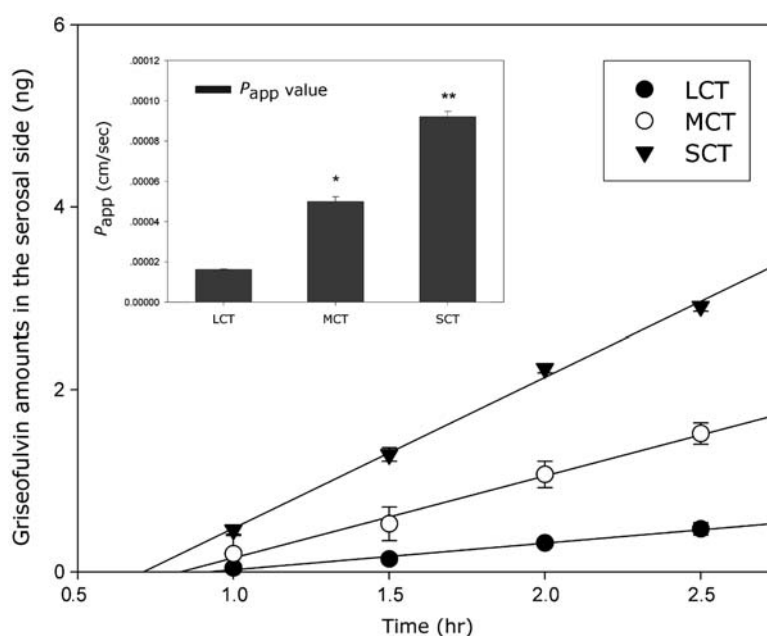 6
4
2
0
Griseofulvin amounts in the serosal side (ng)
.00012
.00010
.00008
.00006
.00004
.00002
0.00000
Papp (cm/sec)
Papp value
*
**
LCT
MCT
SCT
LCT
MCT
SCT
0.5
1.0
1.5
2.0
2.5
Time (hr)